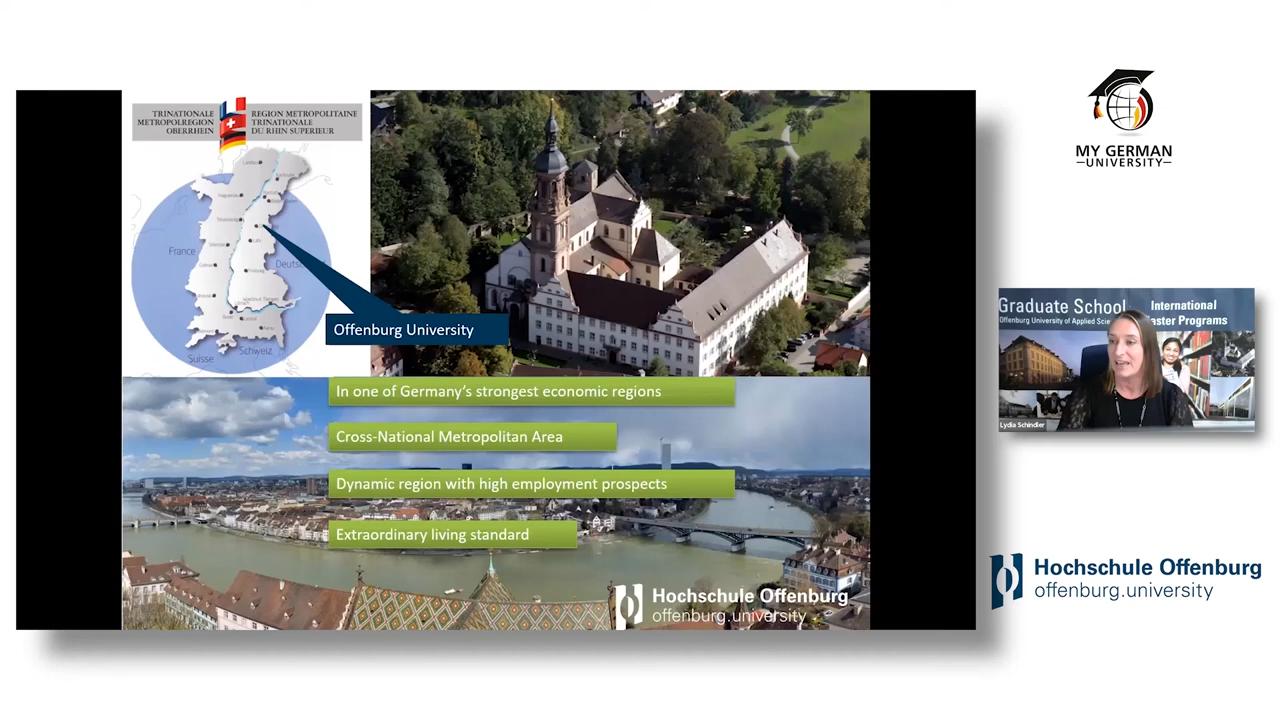 TRINATIONALE
METROPOLREGION
OBERRHEIN
REGION METROPOLITAINE
TRINATIONALE
DU RHIN SUPERIEUR
France
Suisse
Schweiz
Offenburg University
In one of Germany's strongest economic regions
Cross-National Metropolitan Area
Dynamic region with high employment prospects
Extraordinary living standard
Hochschule Offenburg
offenburg.university
MY GERMAN
UNIVERSITY
Graduate School
Offenburg University of Applied
International
Programs
Lydia Schindler
Hochschule Offenburg
offenburg.university